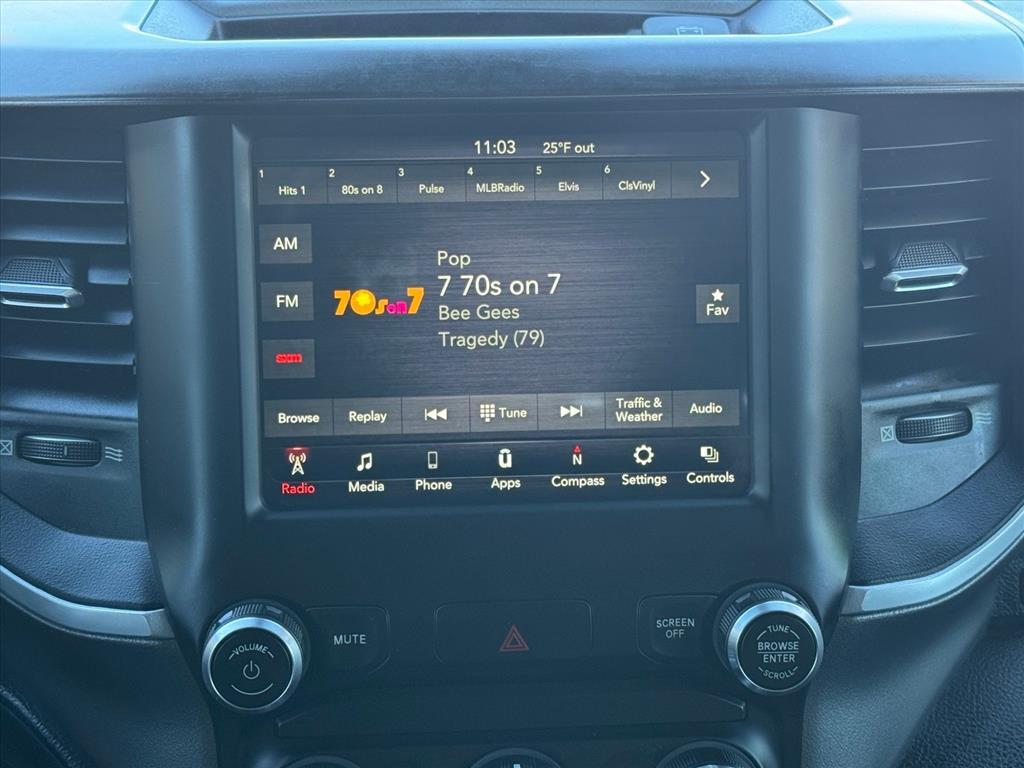 11:03 25°F out
1 Hits 1 2 80s on 8 3 Pulse 4 MLBRadio 5 Elvis 6 ClsVinyl
AM
FM
sxm
70s on 7
Pop
7 70s on 7
Bee Gees
Tragedy (79)
Fav
Browse Replay Tune Traffic & Weather Audio
N
Radio Media Phone Apps Compass Settings Controls
VOLUME
MUTE
SCREEN OFF
TUNE
BROWSE
ENTER
SCROLL